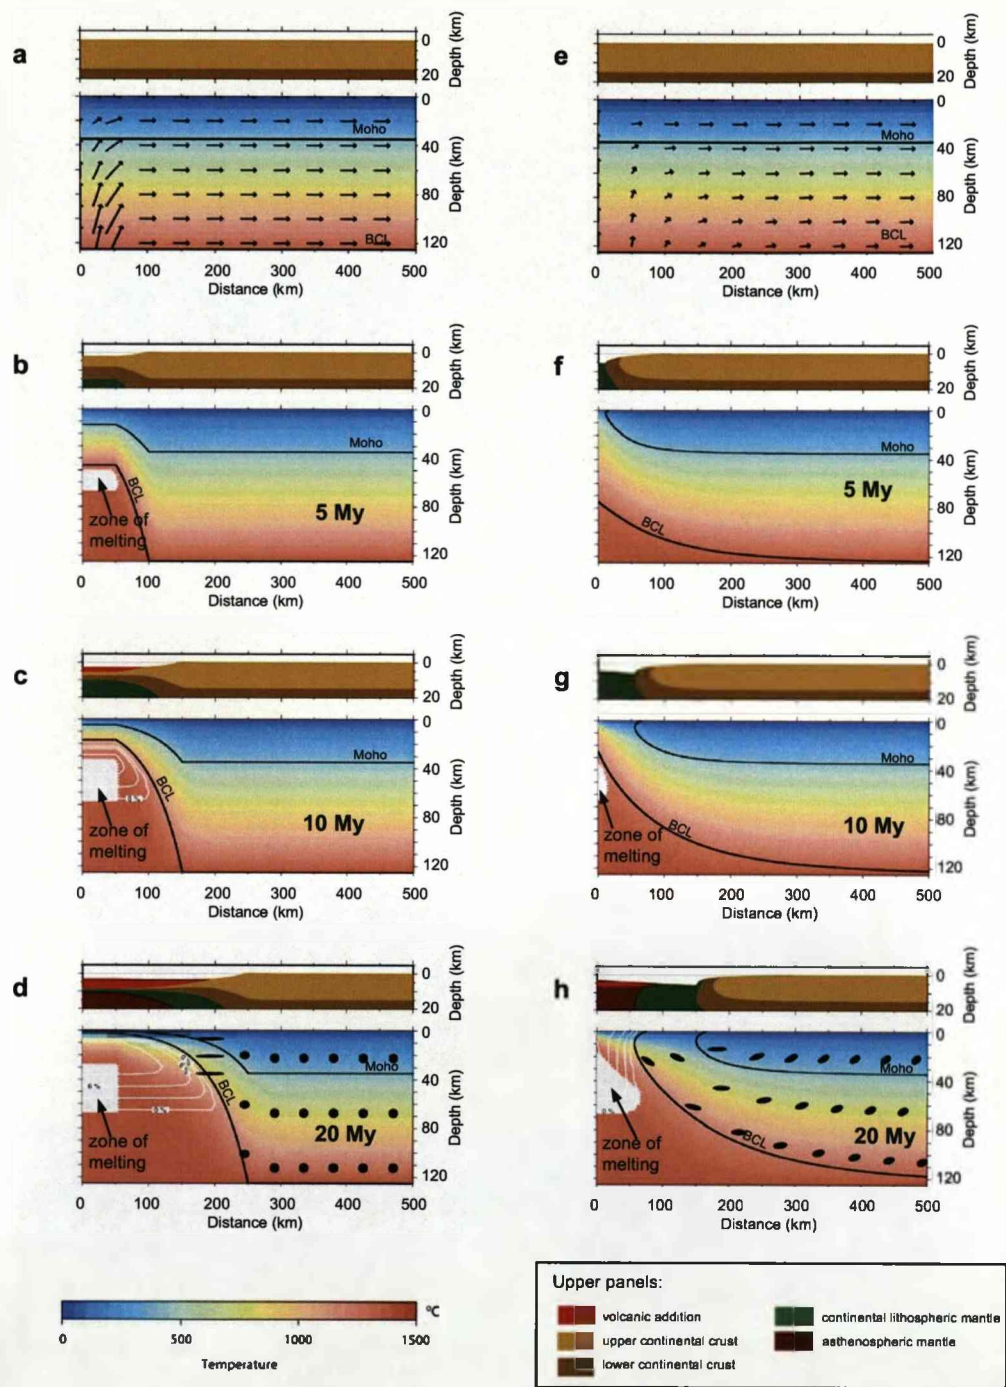 a
0
20
Depth (km)
Moho
BCL
0
40
80
120
Depth (km)
0 100 200 300 400 500
Distance (km)
e
0
20
Depth (km)
Moho
BCL
0
40
80
120
Depth (km)
0 100 200 300 400 500
Distance (km)
b
0
20
Depth (km)
Moho
BCL
zone of
melting
5 My
0
40
80
120
Depth (km)
0 100 200 300 400 500
Distance (km)
f
0
20
Depth (km)
Moho
BCL
5 My
0
40
80
120
Depth (km)
0 100 200 300 400 500
Distance (km)
c
0
20
Depth (km)
Moho
BCL
zone of
melting
10 My
0
40
80
120
Depth (km)
0 100 200 300 400 500
Distance (km)
g
0
20
Depth (km)
Moho
BCL
zone of
melting
10 My
0
40
80
120
Depth (km)
0 100 200 300 400 500
Distance (km)
d
0
20
Depth (km)
Moho
BCL
zone of
melting
20 My
0
40
80
120
Depth (km)
0 100 200 300 400 500
Distance (km)
h
0
20
Depth (km)
Moho
BCL
zone of
melting
20 My
0
40
80
120
Depth (km)
0 100 200 300 400 500
Distance (km)
°C
0 500 1000 1500
Temperature
Upper panels:
volcanic addition
upper continental crust
lower continental crust
continental lithospheric mantle
asthenospheric mantle